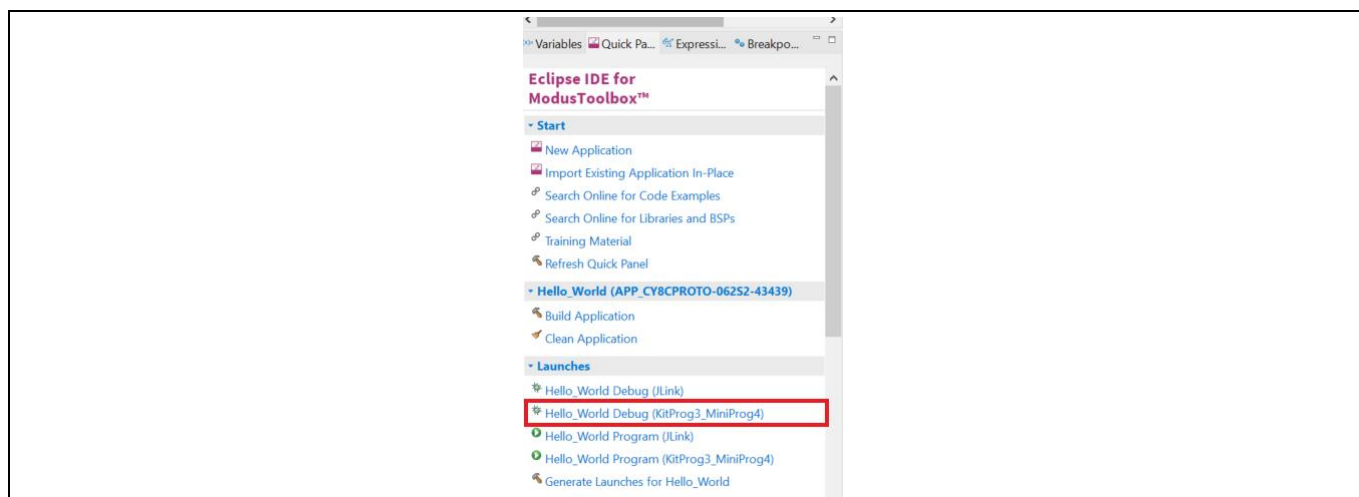 Variables Quick Pa... Expressi... Breakpo...
Eclipse IDE for
ModusToolbox™
Start
New Application
Import Existing Application In-Place
Search Online for Code Examples
Search Online for Libraries and BSPs
Training Material
Refresh Quick Panel
Hello_World (APP_CY8CPROTO-062S2-43439)
Build Application
Clean Application
Launches
Hello_World Debug (JLink)
Hello_World Debug (KitProg3_MiniProg4)
Hello_World Program (JLink)
Hello_World Program (KitProg3_MiniProg4)
Generate Launches for Hello_World